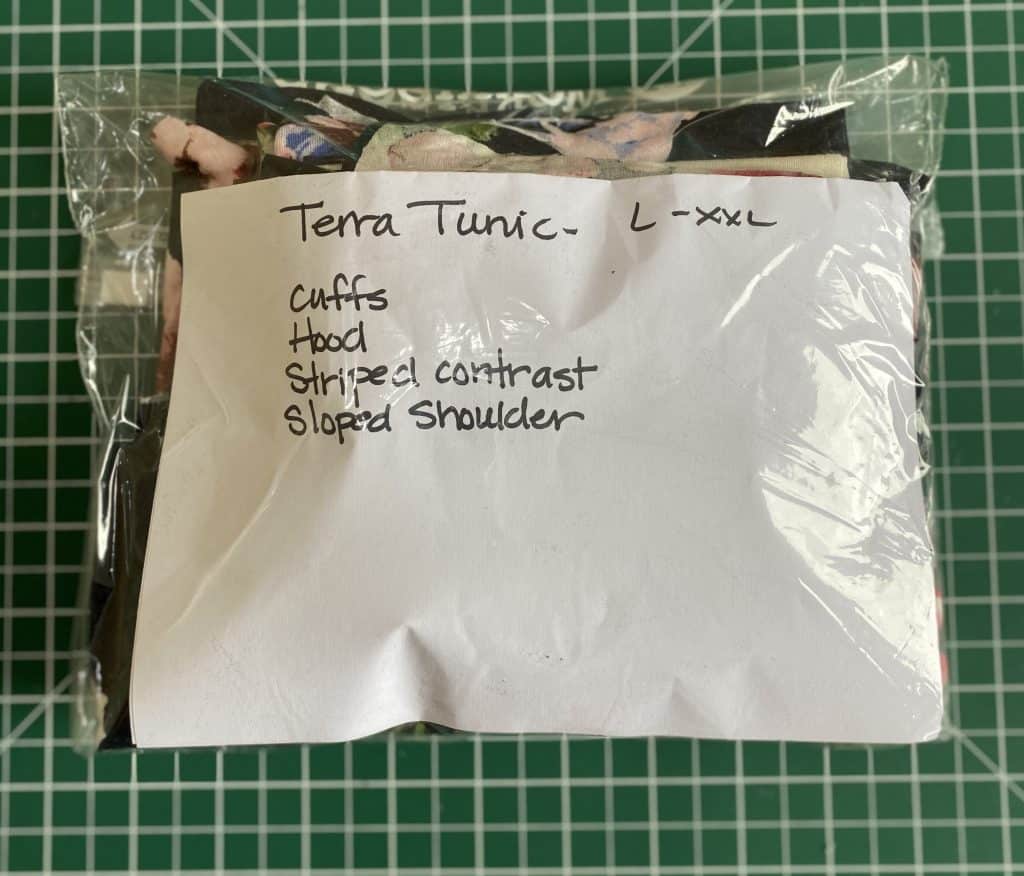 Terra Tunic- L-XXL
Cuffs
Hood
Striped contrast
Sloped Shoulder